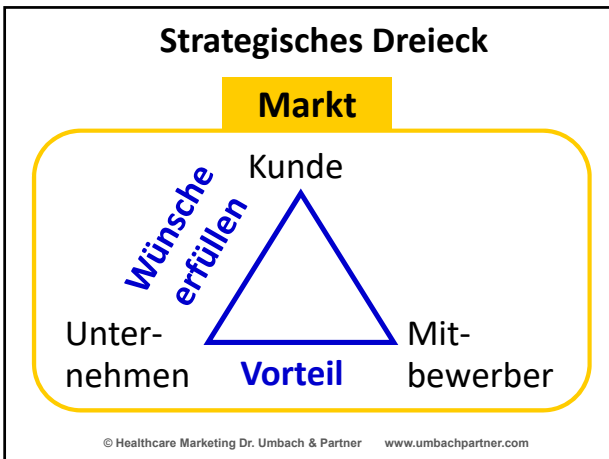 Strategisches Dreieck
Markt
Kunde
Wünsche
erfüllen
Unter-
nehmen
Vorteil
Mit-
bewerber
© Healthcare Marketing Dr. Umbach & Partner www.umbachpartner.com